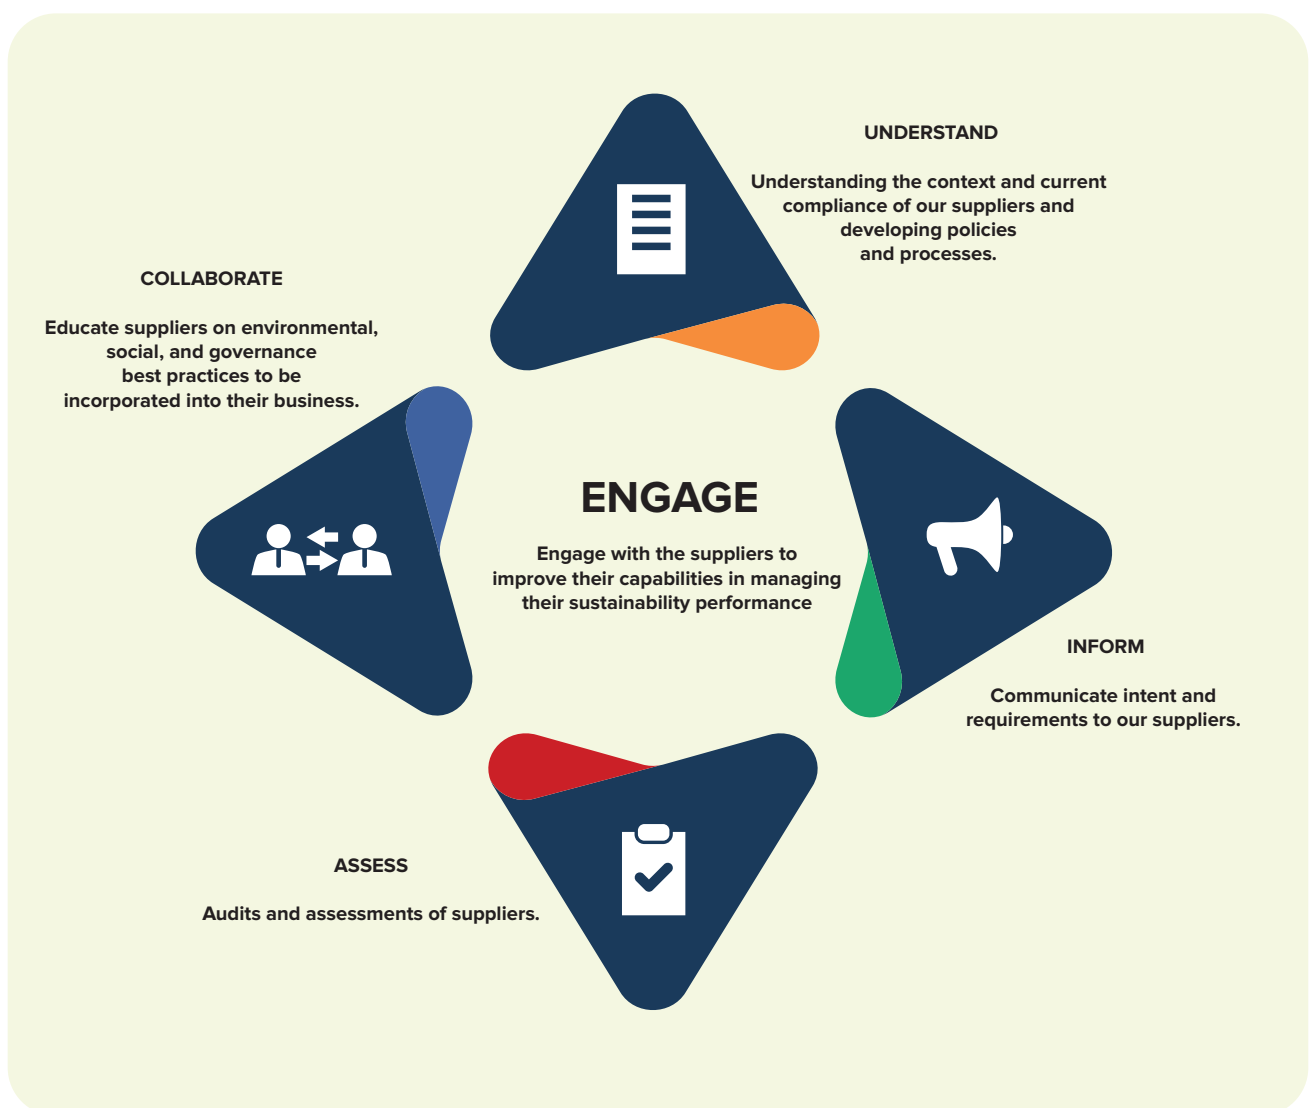 UNDERSTAND
Understanding the context and current
compliance of our suppliers and
developing policies
and processes.
COLLABORATE
Educate suppliers on environmental,
social, and governance
best practices to be
incorporated into their business.
ENGAGE
Engage with the suppliers to
improve their capabilities in managing
their sustainability performance
INFORM
Communicate intent and
requirements to our suppliers.
ASSESS
Audits and assessments of suppliers.